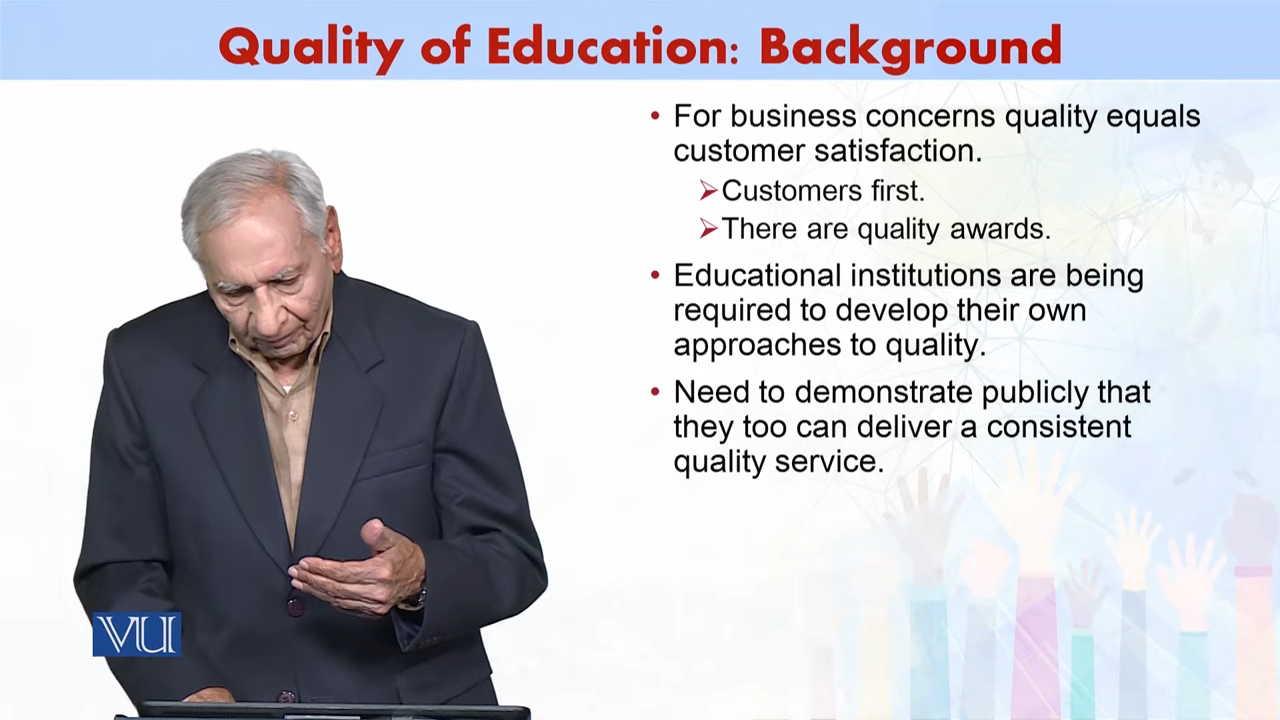 Quality of Education: Background
• For business concerns quality equals
customer satisfaction.
➢Customers first.
➢There are quality awards.
• Educational institutions are being
required to develop their own
approaches to quality.
• Need to demonstrate publicly that
they too can deliver a consistent
quality service.
VU